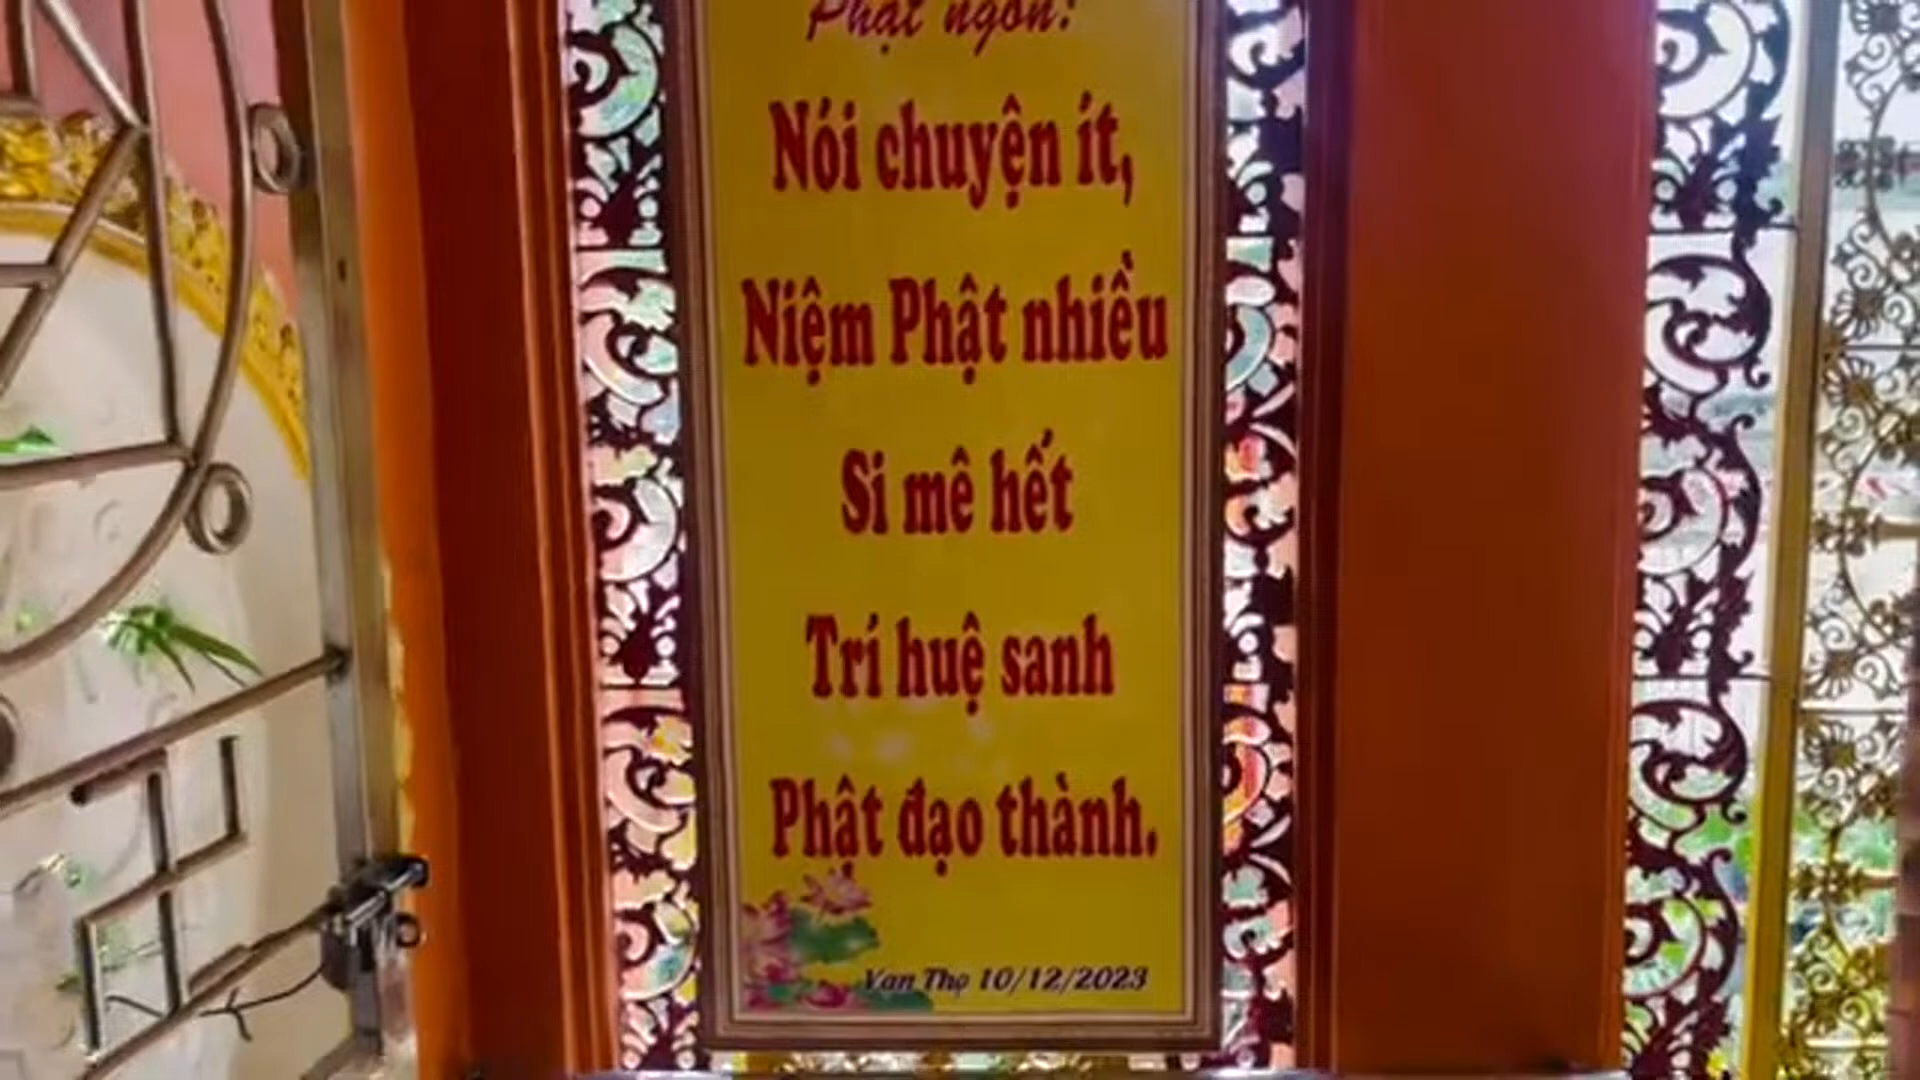 Phật ngôn:
Nói chuyện ít,
Niệm Phật nhiều
Si mê hết
Trí huệ sanh
Phật đạo thành.
Vạn Thọ 10/12/2023